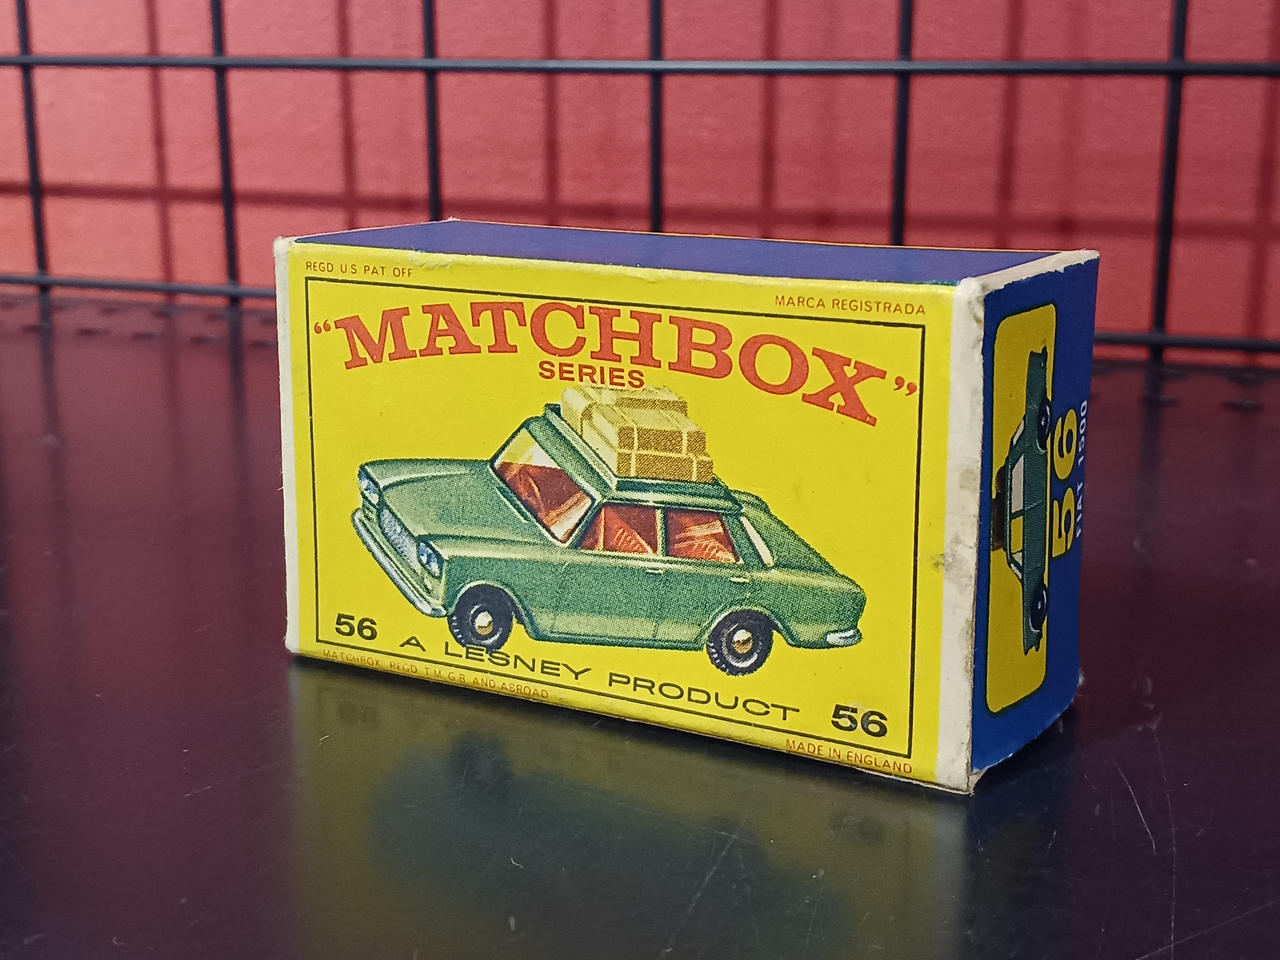 REGD U.S PAT OFF
MARCA REGISTRADA
"MATCHBOX"
SERIES
56 A LESNEY PRODUCT 56
MATCHBOX REGD T.M. G.B. AND ABROAD
MADE IN ENGLAND
56
FIAT 1500